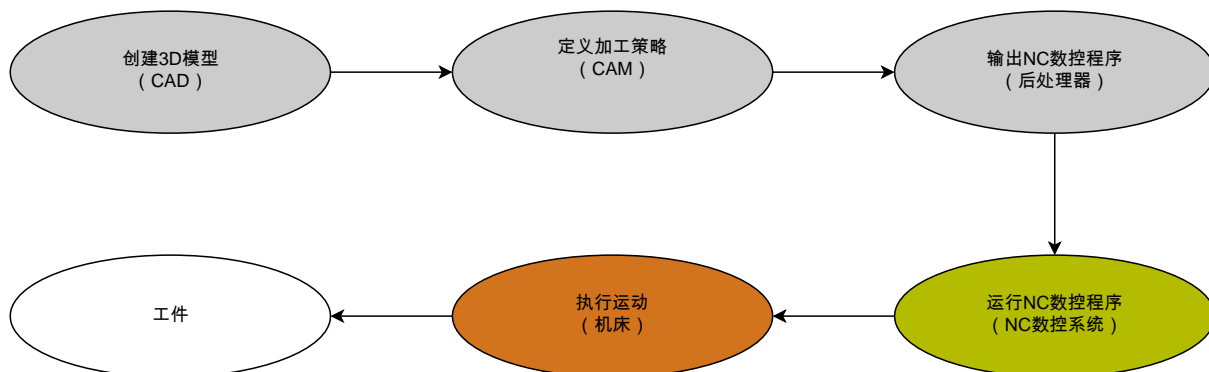 创建3D模型
（CAD）
定义加工策略
（CAM）
输出NC数控程序
（后处理器）
工件
执行运动
（机床）
运行NC数控程序
（NC数控系统）